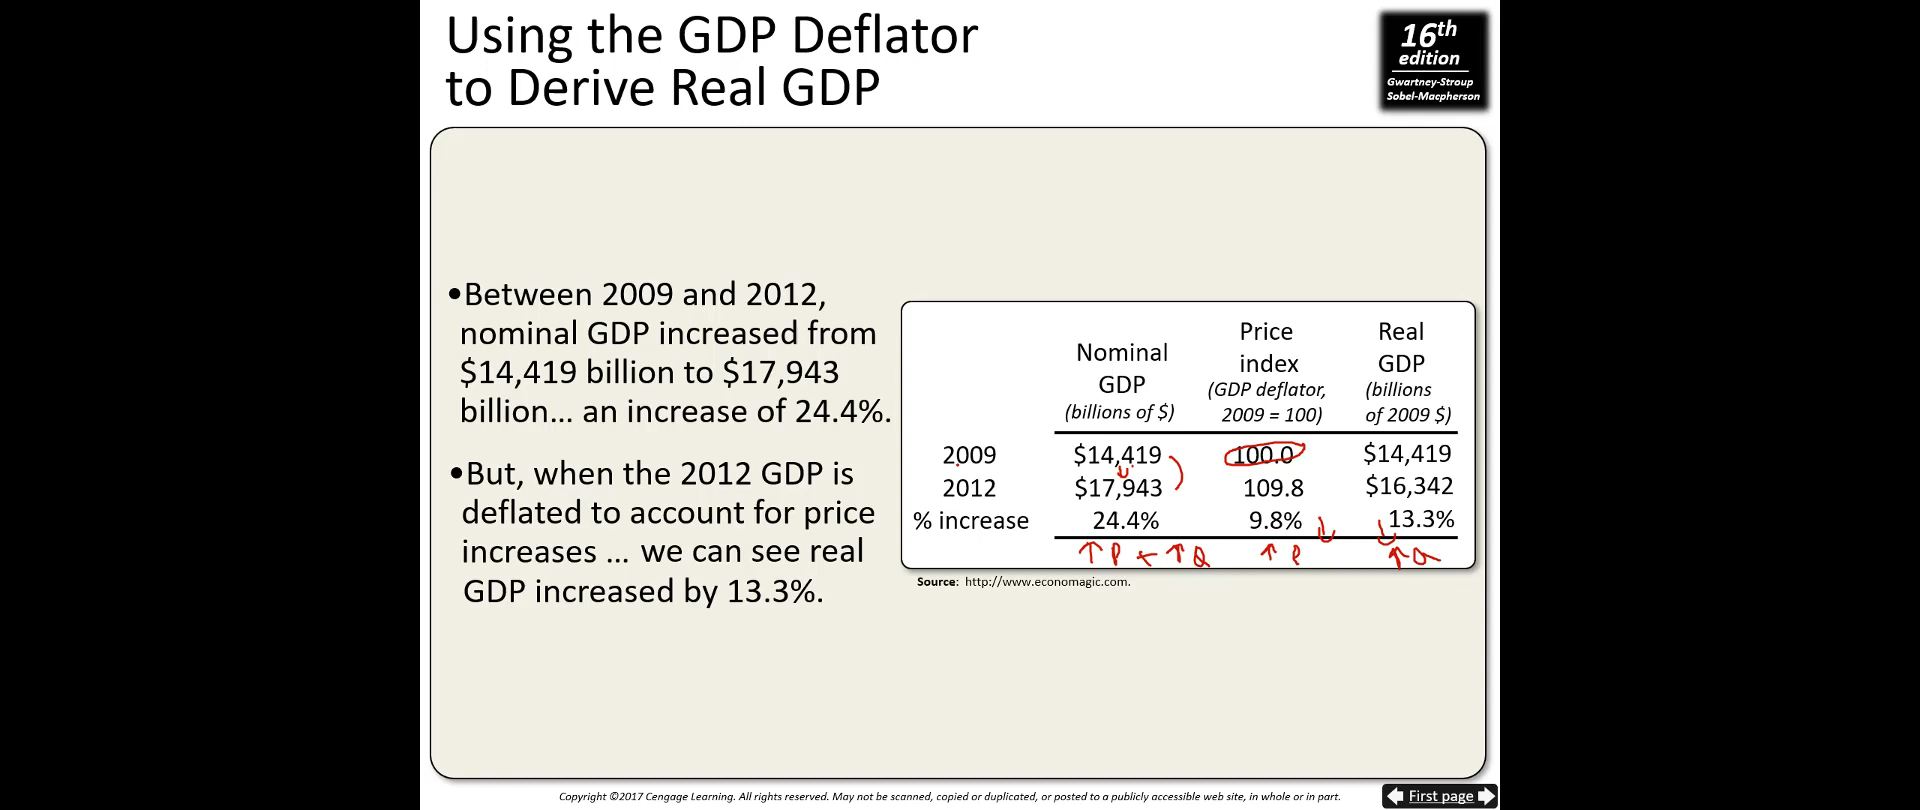 Using the GDP Deflator
to Derive Real GDP
16th
edition
Gwartney-Stroup
Sobel-Macpherson
•Between 2009 and 2012,
nominal GDP increased from
$14,419 billion to $17,943
billion… an increase of 24.4%.
•But, when the 2012 GDP is
deflated to account for price
increases … we can see real
GDP increased by 13.3%.
Nominal GDP (billions of $) Price index (GDP deflator, 2009 = 100) Real GDP (billions of 2009 $)
2009 $14,419 100.0 $14,419
2012 $17,943 109.8 $16,342
% increase 24.4% 9.8% 13.3%
↑P + ↑Q ↑P ↑Q
Source: http://www.economagic.com.
Copyright ©2017 Cengage Learning. All rights reserved. May not be scanned, copied or duplicated, or posted to a publicly accessible web site, in whole or in part.
First page